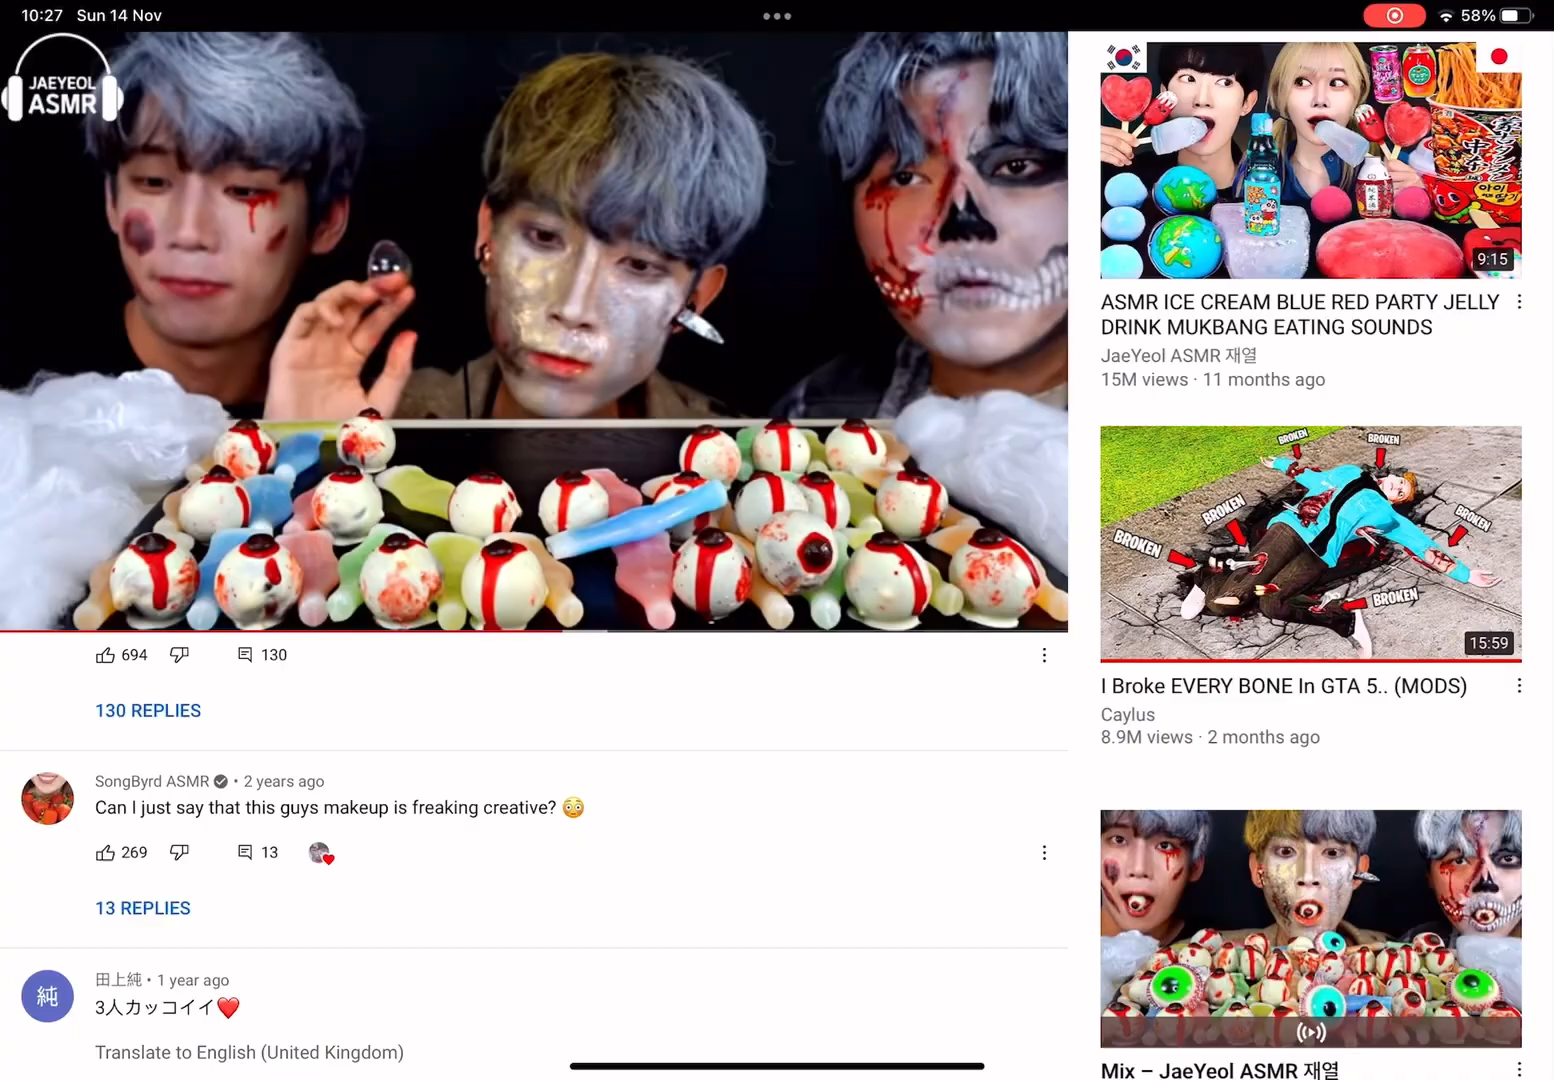 10:27 Sun 14 Nov
58%
JAEYEOL
ASMR
694
130
130 REPLIES
SongByrd ASMR • 2 years ago
Can I just say that this guys makeup is freaking creative? 😳
269
13
13 REPLIES
純
田上純 • 1 year ago
3人カッコイイ❤️
Translate to English (United Kingdom)
9:15
ASMR ICE CREAM BLUE RED PARTY JELLY
DRINK MUKBANG EATING SOUNDS
JaeYeol ASMR 재열
15M views · 11 months ago
BROKEN
BROKEN
BROKEN
BROKEN
BROKEN
BROKEN
15:59
I Broke EVERY BONE In GTA 5.. (MODS)
Caylus
8.9M views · 2 months ago
Mix – JaeYeol ASMR 재열